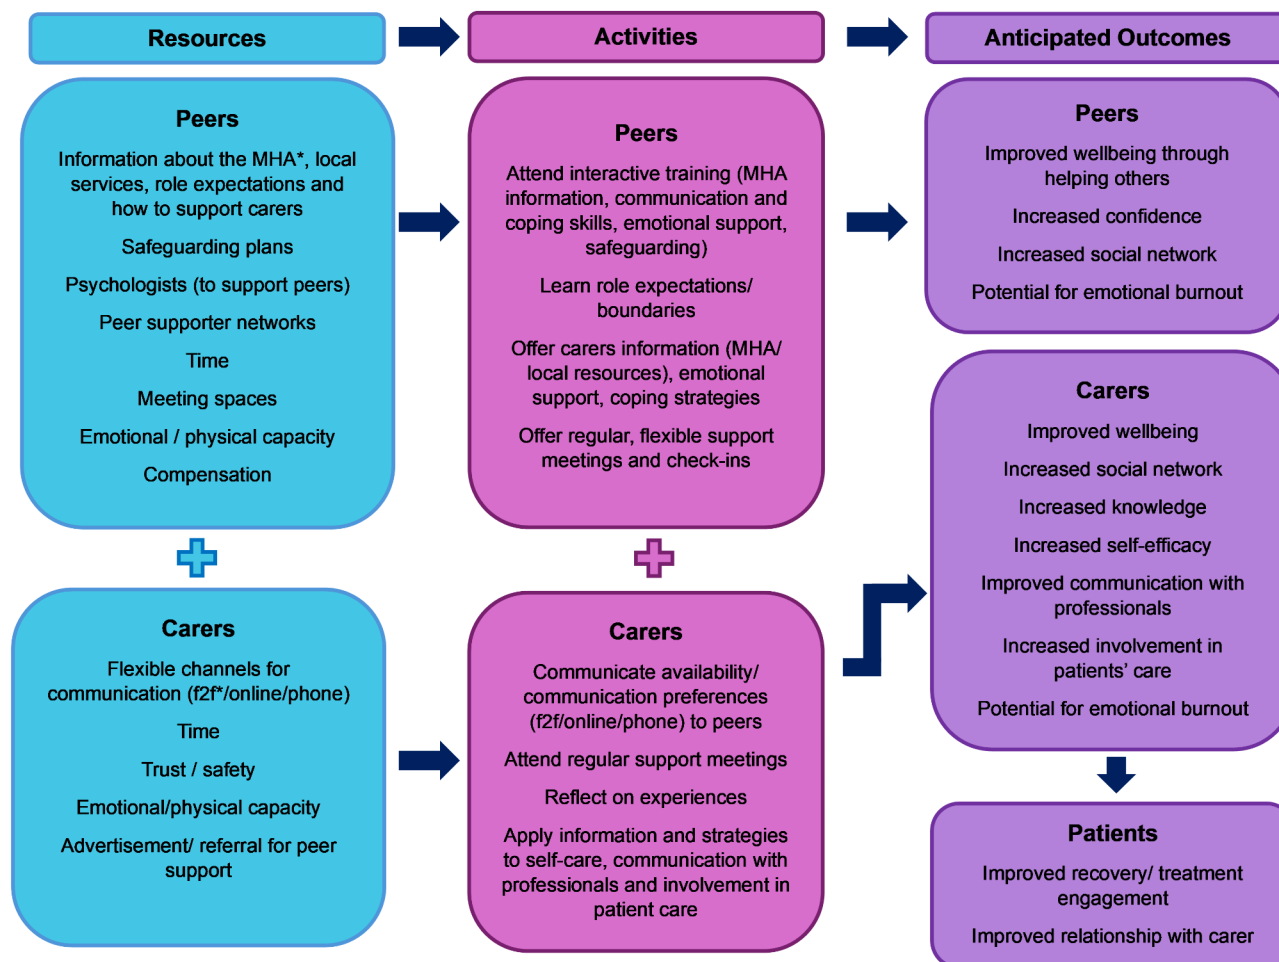 Resources
Activities
Anticipated Outcomes
Peers
Information about the MHA*, local
services, role expectations and
how to support carers
Safeguarding plans
Psychologists (to support peers)
Peer supporter networks
Time
Meeting spaces
Emotional / physical capacity
Compensation
Carers
Flexible channels for
communication (f2f*/online/phone)
Time
Trust / safety
Emotional/physical capacity
Advertisement/ referral for peer
support
Peers
Attend interactive training (MHA
information, communication and
coping skills, emotional support,
safeguarding)
Learn role expectations/
boundaries
Offer carers information (MHA/
local resources), emotional
support, coping strategies
Offer regular, flexible support
meetings and check-ins
Carers
Communicate availability/
communication preferences
(f2f/online/phone) to peers
Attend regular support meetings
Reflect on experiences
Apply information and strategies
to self-care, communication with
professionals and involvement in
patient care
Peers
Improved wellbeing through
helping others
Increased confidence
Increased social network
Potential for emotional burnout
Carers
Improved wellbeing
Increased social network
Increased knowledge
Increased self-efficacy
Improved communication with
professionals
Increased involvement in
patients' care
Potential for emotional burnout
Patients
Improved recovery/ treatment
engagement
Improved relationship with carer